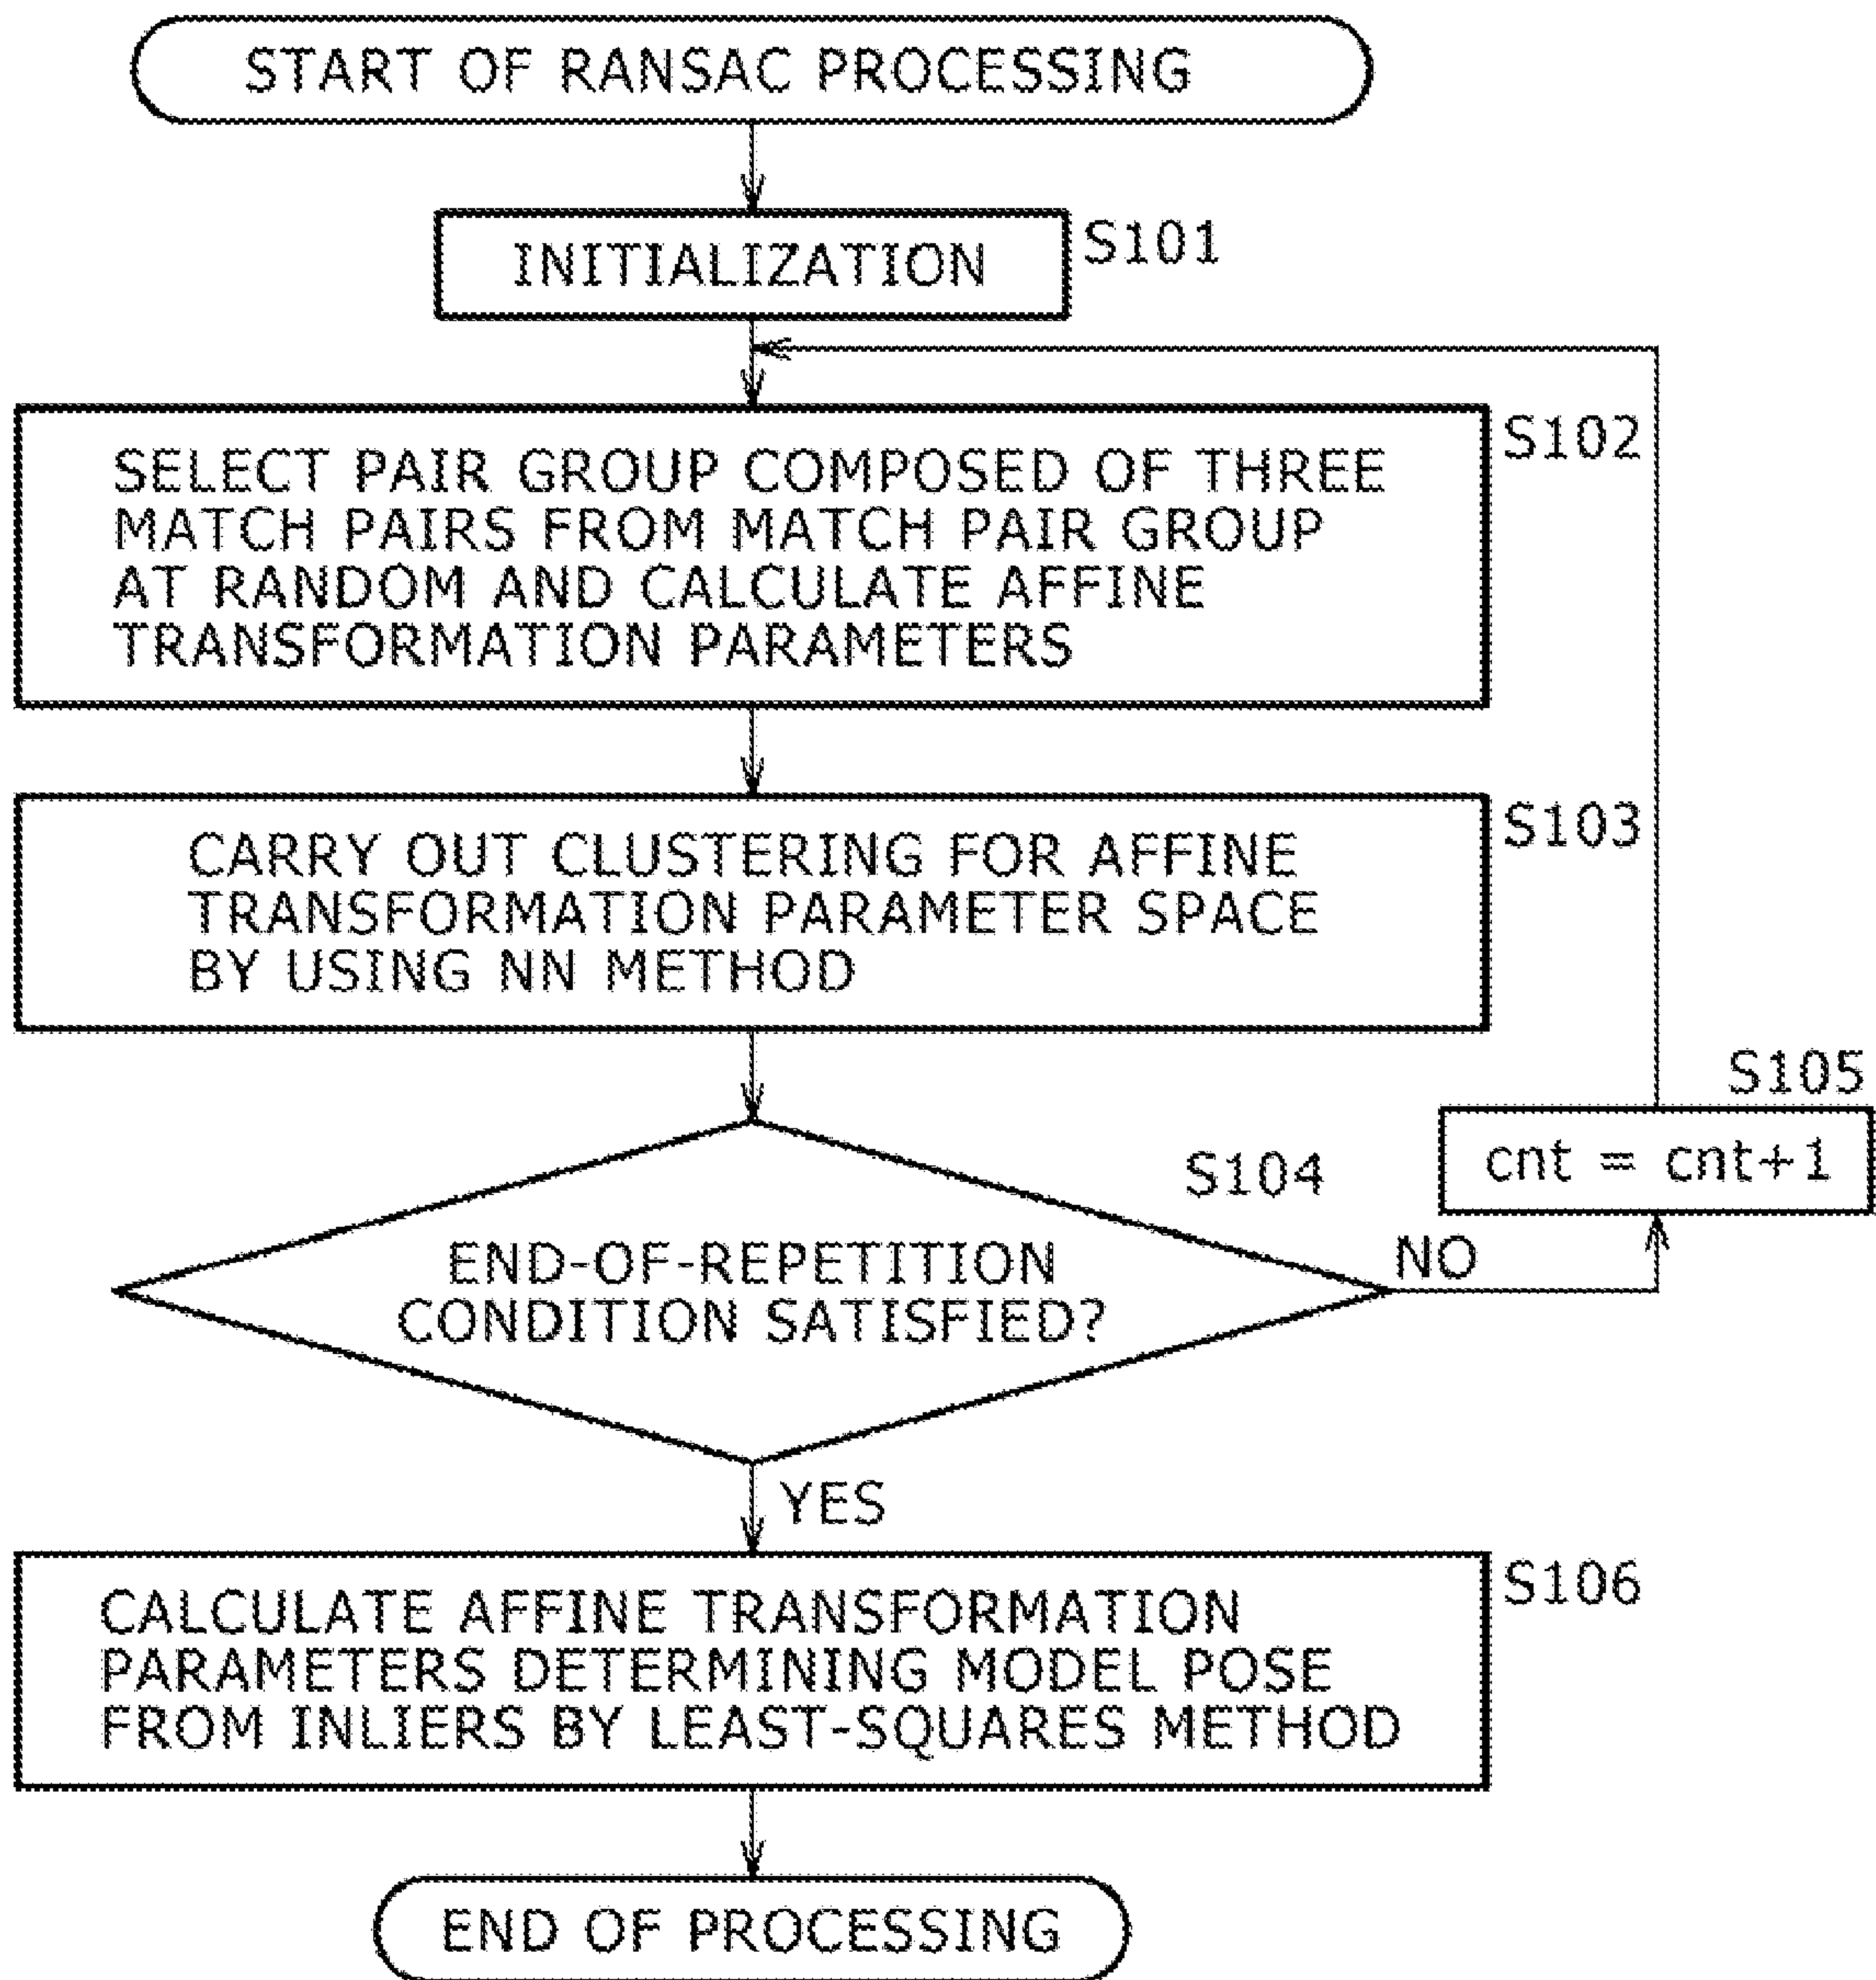 START OF RANSAC PROCESSING
INITIALIZATION
S101
SELECT PAIR GROUP COMPOSED OF THREE
MATCH PAIRS FROM MATCH PAIR GROUP
AT RANDOM AND CALCULATE AFFINE
TRANSFORMATION PARAMETERS
S102
CARRY OUT CLUSTERING FOR AFFINE
TRANSFORMATION PARAMETER SPACE
BY USING NN METHOD
S103
END-OF-REPETITION
CONDITION SATISFIED?
S104
NO
S105
cnt = cnt+1
YES
CALCULATE AFFINE TRANSFORMATION
PARAMETERS DETERMINING MODEL POSE
FROM INLIERS BY LEAST-SQUARES METHOD
S106
END OF PROCESSING